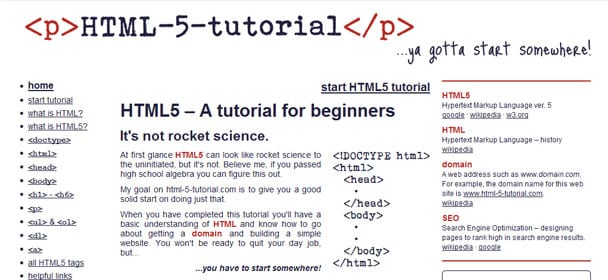 <p>HTML-5-tutorial</p>
...ya gotta start somewhere!
home
start tutorial
what is HTML?
what is HTML5?
<doctype>
<html>
<head>
<body>
<h1> - <h6>
<p>
<ul> & <ol>
<dl>
<a>
all HTML5 tags
helpful links
start HTML5 tutorial
HTML5 – A tutorial for beginners
It's not rocket science.
At first glance HTML5 can look like rocket science to
the uninitiated, but it's not. Believe me, if you passed
high school algebra you can figure this out.
My goal on html-5-tutorial.com is to give you a good
solid start on doing just that.
When you have completed this tutorial you'll have a
basic understanding of HTML and know how to go
about getting a domain and building a simple
website. You won't be ready to quit your day job,
but...
...you have to start somewhere!
<!DOCTYPE html>
<html>
<head>
•
</head>
<body>
•
•
</body>
</html>
HTML5
Hypertext Markup Language ver. 5
google · wikipedia · w3.org
HTML
Hypertext Markup Language – history
wikipedia
domain
A web address such as www.domain.com.
For example, the domain name for this web
site is www.html-5-tutorial.com.
wikipedia
SEO
Search Engine Optimization – designing
pages to rank high in search engine results.
wikipedia · google